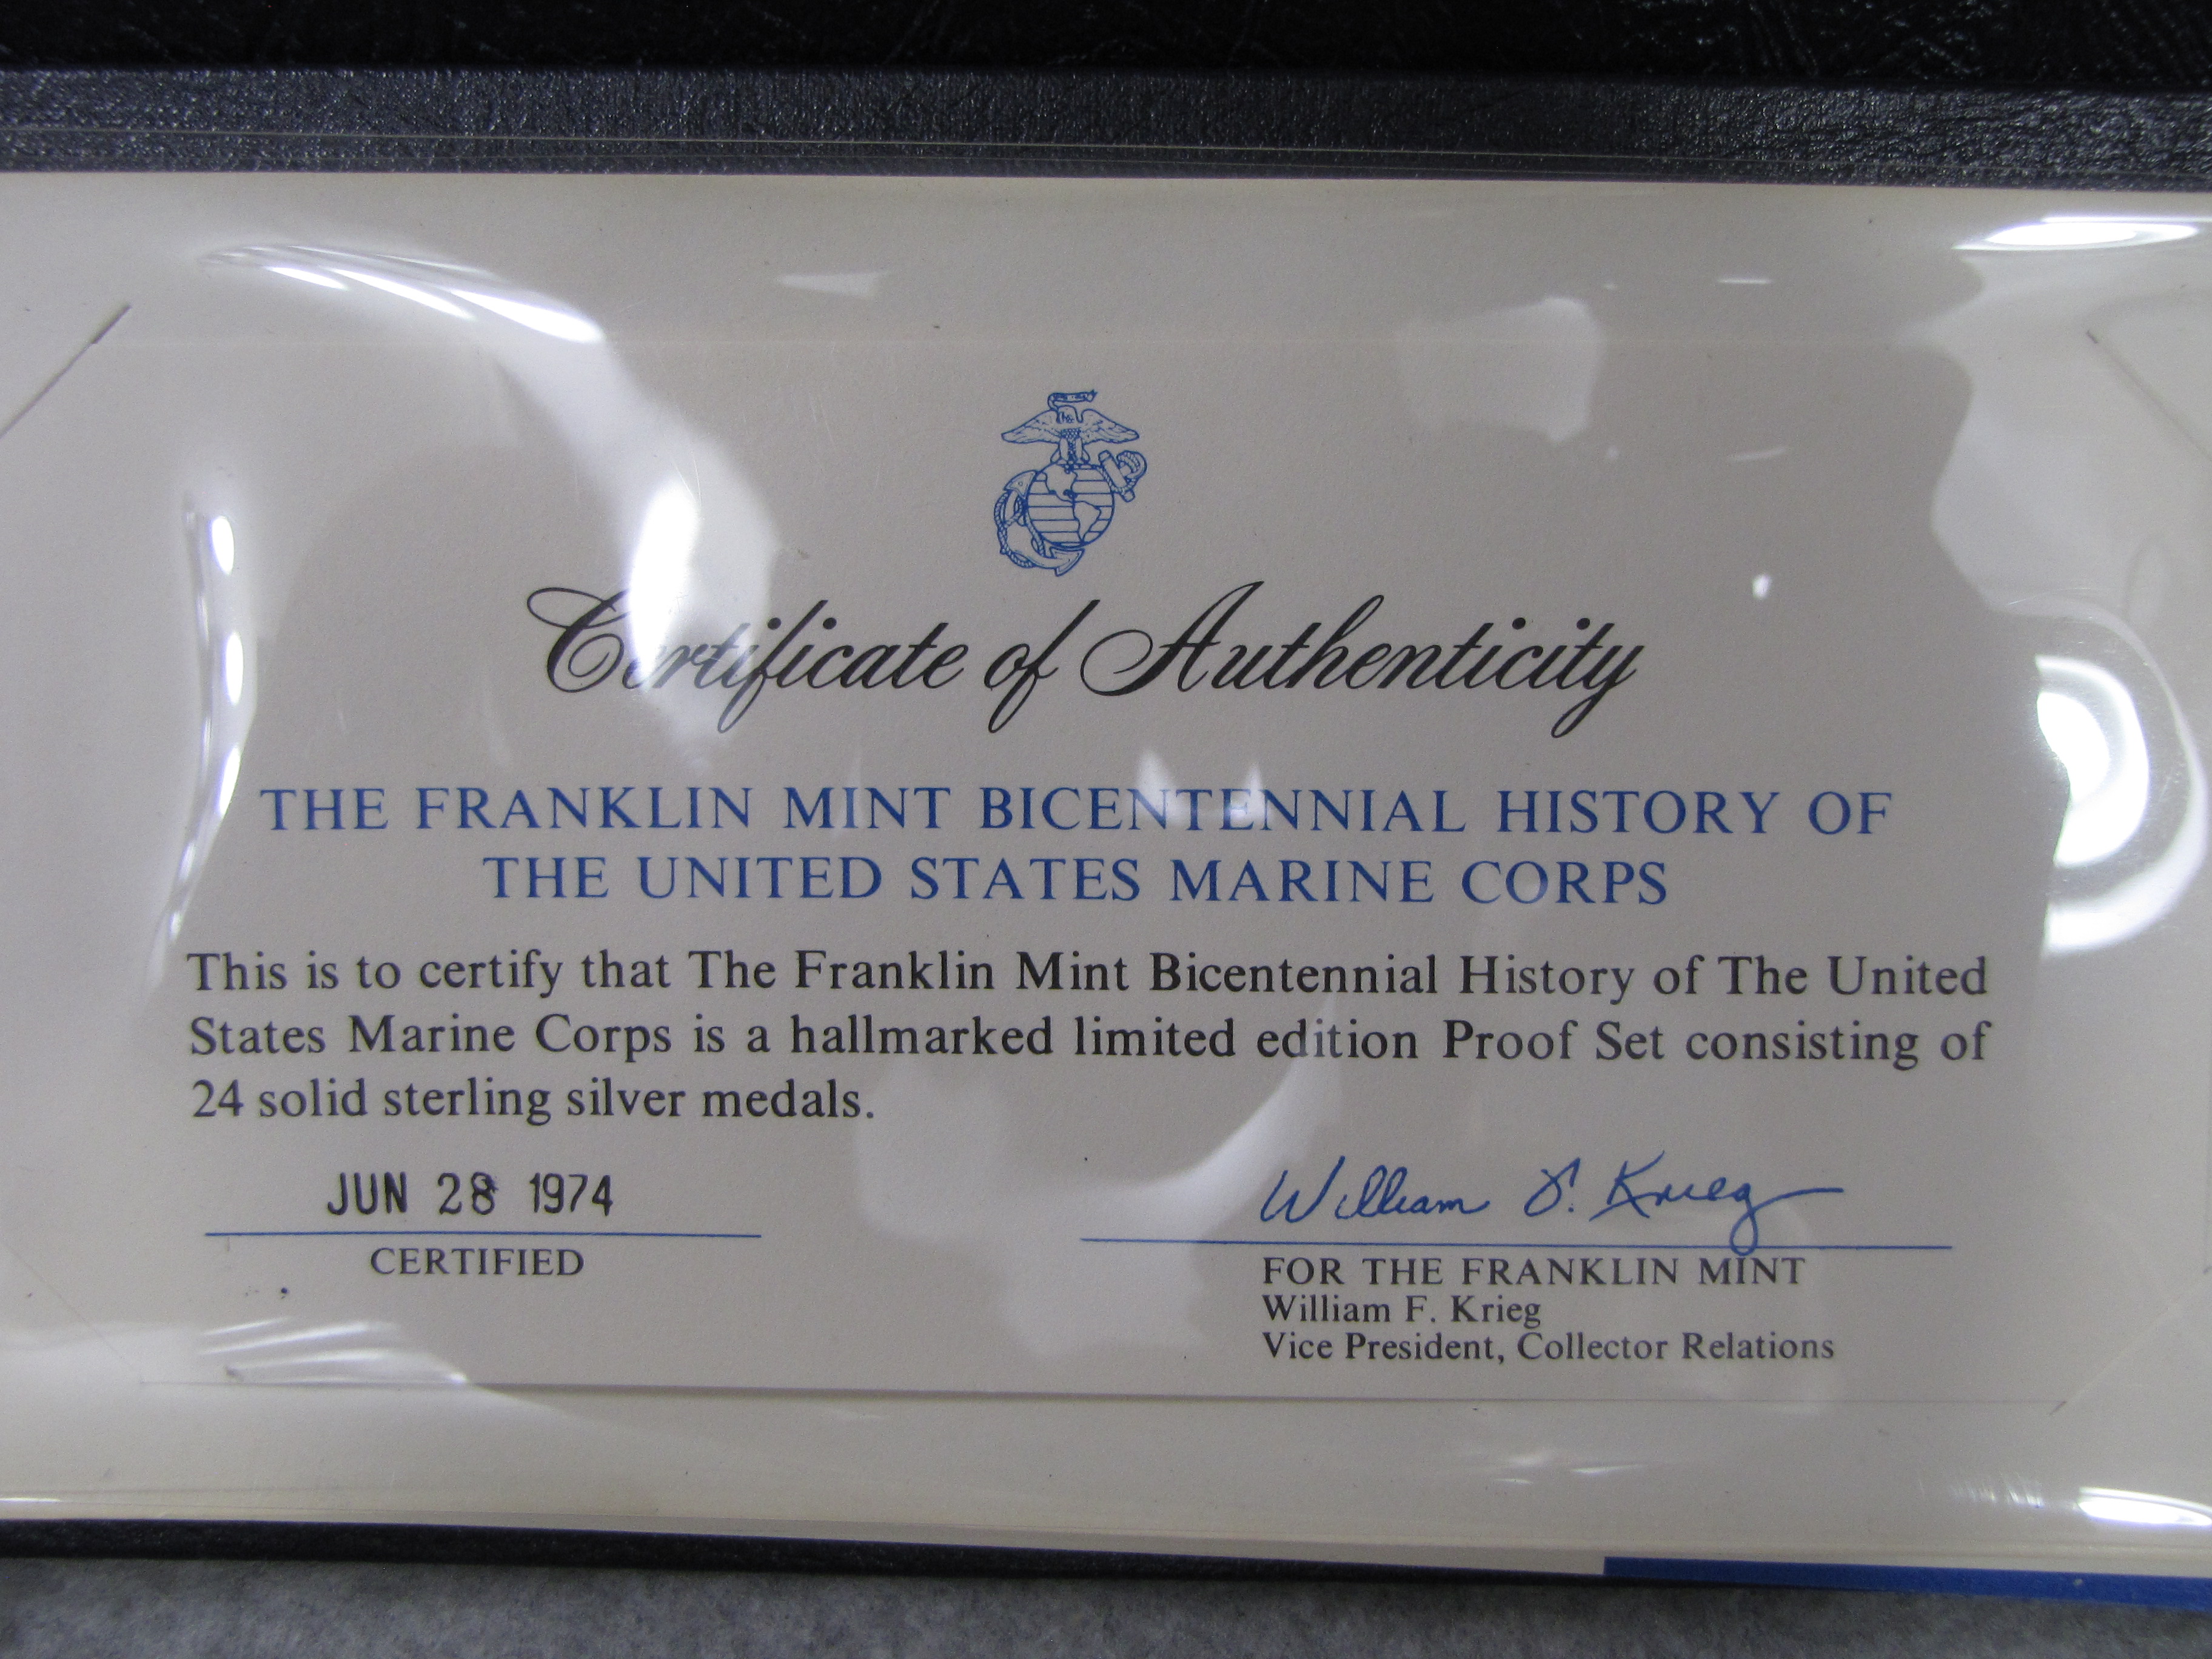 Certificate of Authenticity
THE FRANKLIN MINT BICENTENNIAL HISTORY OF
THE UNITED STATES MARINE CORPS
This is to certify that The Franklin Mint Bicentennial History of The United
States Marine Corps is a hallmarked limited edition Proof Set consisting of
24 solid sterling silver medals.
JUN 28 1974
CERTIFIED
William F. Krieg
FOR THE FRANKLIN MINT
William F. Krieg
Vice President, Collector Relations